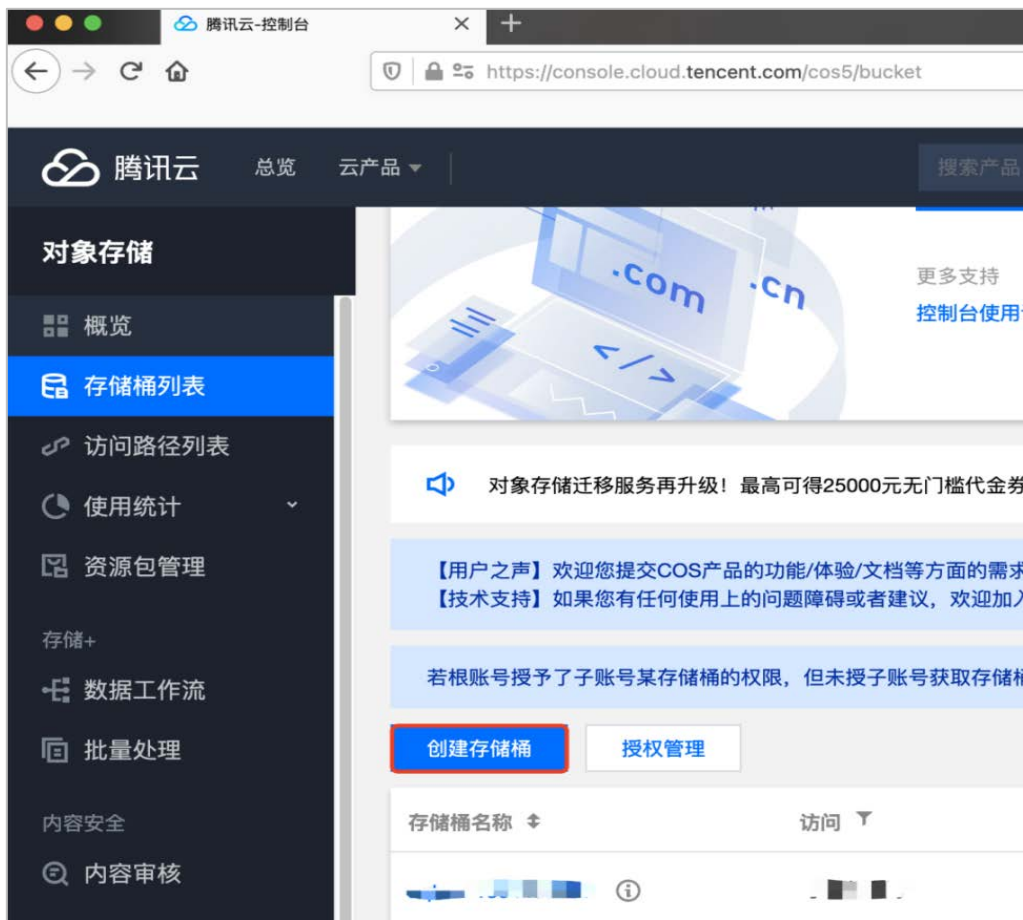 腾讯云-控制台
https://console.cloud.tencent.com/cos5/bucket
腾讯云 总览 云产品 搜索产品
对象存储
概览
存储桶列表
访问路径列表
使用统计
资源包管理
存储+
数据工作流
批量处理
内容安全
内容审核
.com .cn
</>
更多支持
控制台使用
对象存储迁移服务再升级！最高可得25000元无门槛代金券
【用户之声】欢迎您提交COS产品的功能/体验/文档等方面的需求
【技术支持】如果您有任何使用上的问题障碍或者建议，欢迎加入
若根账号授予了子账号某存储桶的权限，但未授子账号获取存储桶
创建存储桶 授权管理
存储桶名称 访问